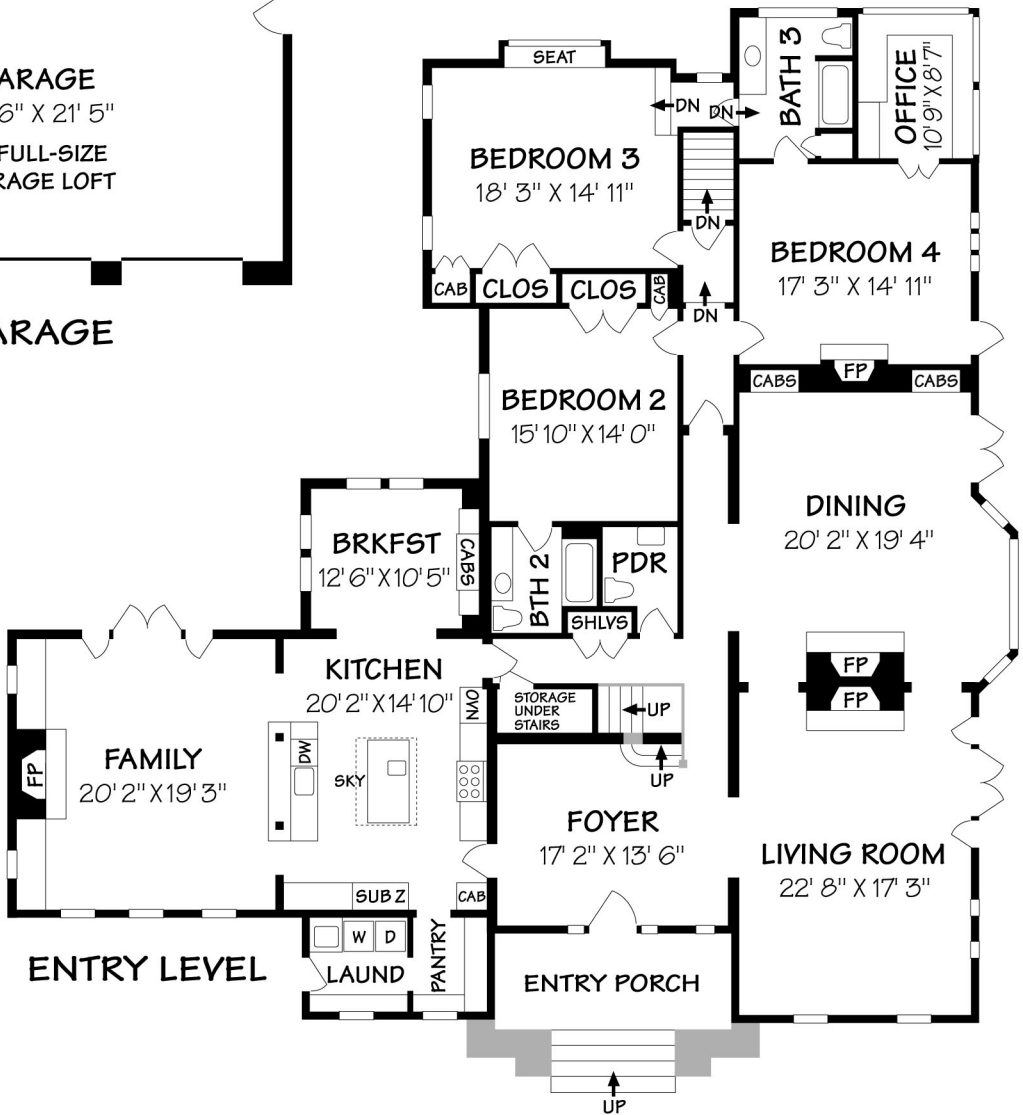 ARAGE
6" X 21' 5"
FULL-SIZE
RAGE LOFT
ARAGE
SEAT
BEDROOM 3
18' 3" X 14' 11"
DN
DN
BATH 3
OFFICE
10' 9" X 8' 7"
DN
CAB
CLOS
CLOS
CAB
DN
BEDROOM 4
17' 3" X 14' 11"
FP
CABS
CABS
BEDROOM 2
15' 10" X 14' 0"
DINING
20' 2" X 19' 4"
BRKFST
12' 6" X 10' 5"
CABS
BTH 2
PDR
SHLVS
KITCHEN
20' 2" X 14' 10"
OVN
STORAGE
UNDER
STAIRS
UP
UP
FP
FP
FAMILY
20' 2" X 19' 3"
FP
DW
SKY
FOYER
17' 2" X 13' 6"
LIVING ROOM
22' 8" X 17' 3"
SUB Z
CAB
W
D
LAUND
PANTRY
ENTRY PORCH
UP
ENTRY LEVEL